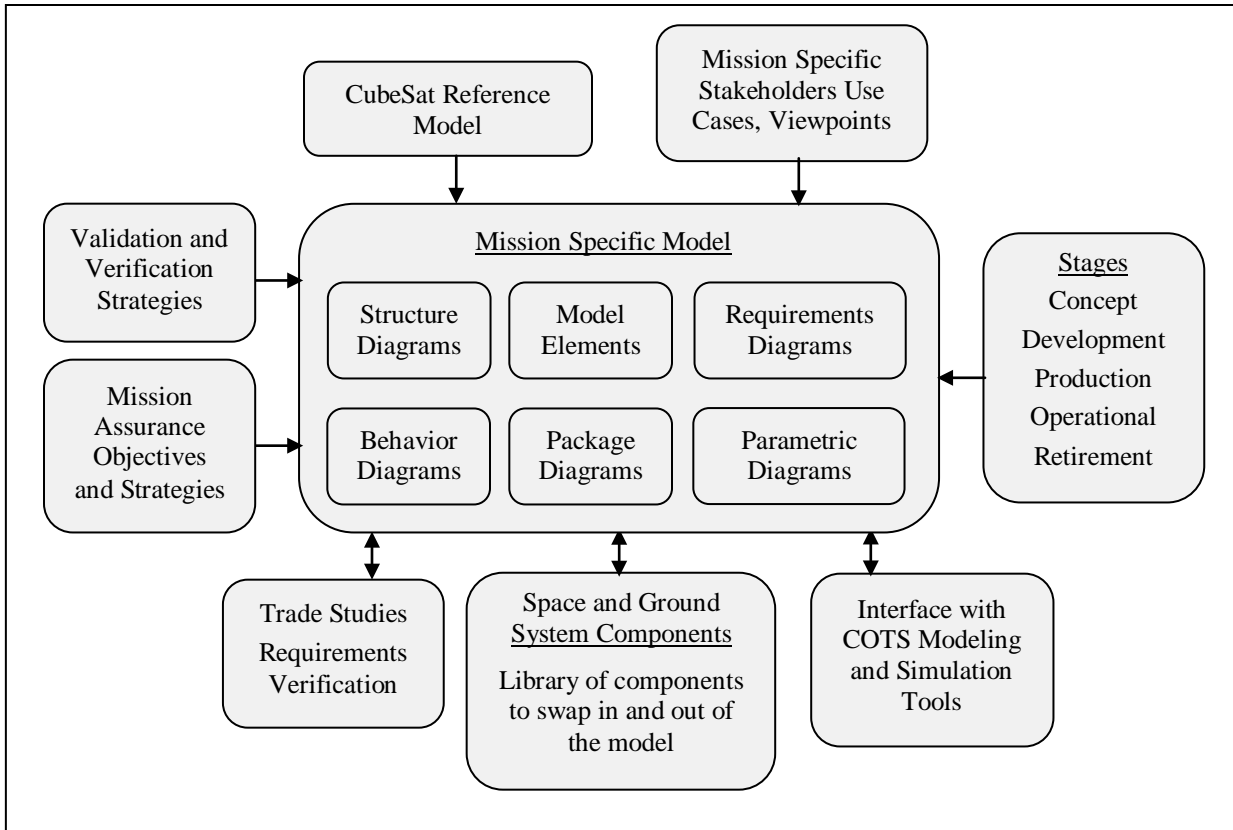 CubeSat Reference
Model
Mission Specific
Stakeholders Use
Cases, Viewpoints
Validation and
Verification
Strategies
Mission
Assurance
Objectives
and Strategies
Mission Specific Model
Structure
Diagrams
Model
Elements
Requirements
Diagrams
Behavior
Diagrams
Package
Diagrams
Parametric
Diagrams
Stages
Concept
Development
Production
Operational
Retirement
Trade Studies
Requirements
Verification
Space and Ground
System Components
Library of components
to swap in and out of
the model
Interface with
COTS Modeling
and Simulation
Tools